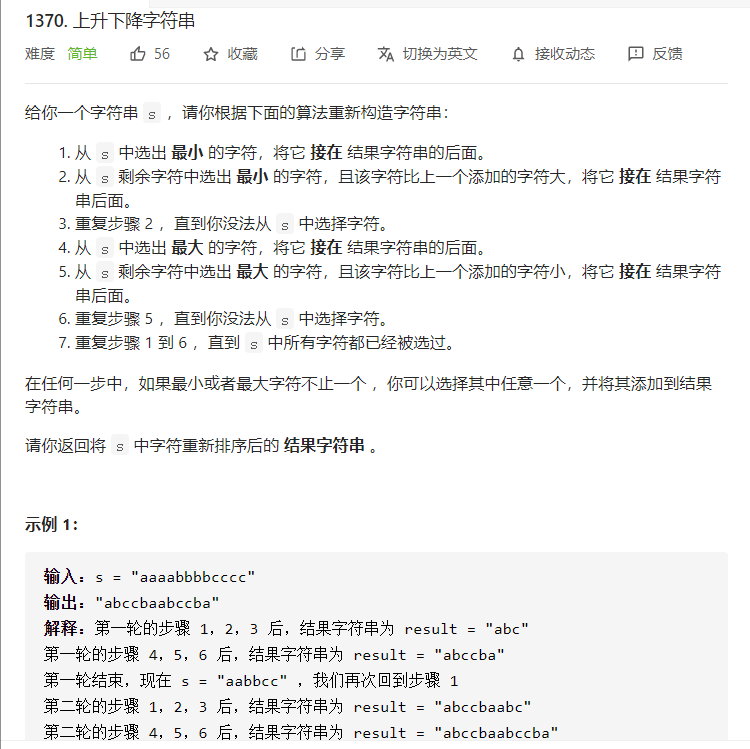 1370. 上升下降字符串
难度 简单 56 收藏 分享 切换为英文 接收动态 反馈
给你一个字符串 s ，请你根据下面的算法重新构造字符串：
1. 从 s 中选出 最小 的字符，将它 接在 结果字符串的后面。
2. 从 s 剩余字符中选出 最小 的字符，且该字符比上一个添加的字符大，将它 接在 结果字符
串后面。
3. 重复步骤 2 ，直到你没法从 s 中选择字符。
4. 从 s 中选出 最大 的字符，将它 接在 结果字符串的后面。
5. 从 s 剩余字符中选出 最大 的字符，且该字符比上一个添加的字符小，将它 接在 结果字符
串后面。
6. 重复步骤 5 ，直到你没法从 s 中选择字符。
7. 重复步骤 1 到 6 ，直到 s 中所有字符都已经被选过。
在任何一步中，如果最小或者最大字符不止一个 ，你可以选择其中任意一个，并将其添加到结果
字符串。
请你返回将 s 中字符重新排序后的 结果字符串 。
示例 1：
输入：s = "aaaabbbbcccc"
输出："abccbaabccba"
解释：第一轮的步骤 1，2，3 后，结果字符串为 result = "abc"
第一轮的步骤 4，5，6 后，结果字符串为 result = "abccba"
第一轮结束，现在 s = "aabbcc" ，我们再次回到步骤 1
第二轮的步骤 1，2，3 后，结果字符串为 result = "abccbaabc"
第二轮的步骤 4，5，6 后，结果字符串为 result = "abccbaabccba"